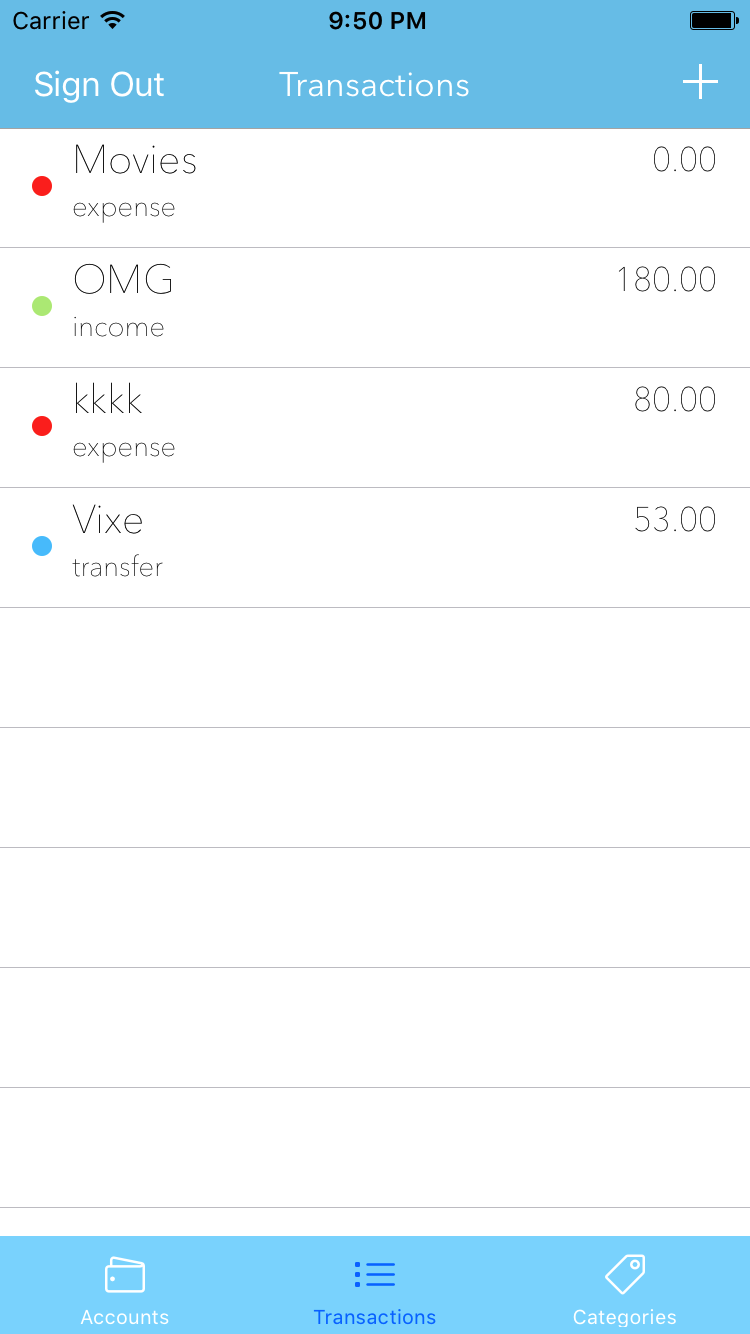 Carrier 9:50 PM
Sign Out Transactions +
Movies 0.00
expense
OMG 180.00
income
kkkk 80.00
expense
Vixe 53.00
transfer
Accounts Transactions Categories